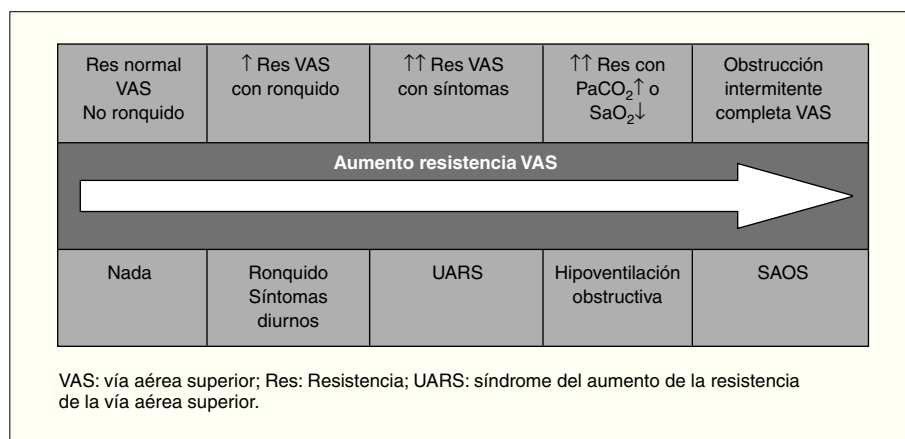 Res normal
VAS
No ronquido
↑ Res VAS
con ronquido
↑↑ Res VAS
con síntomas
↑↑ Res con
PaCO₂↑ o
SaO₂↓
Obstrucción
intermitente
completa VAS
Aumento resistencia VAS
Nada
Ronquido
Síntomas
diurnos
UARS
Hipoventilación
obstructiva
SAOS
VAS: vía aérea superior; Res: Resistencia; UARS: síndrome del aumento de la resistencia
de la vía aérea superior.